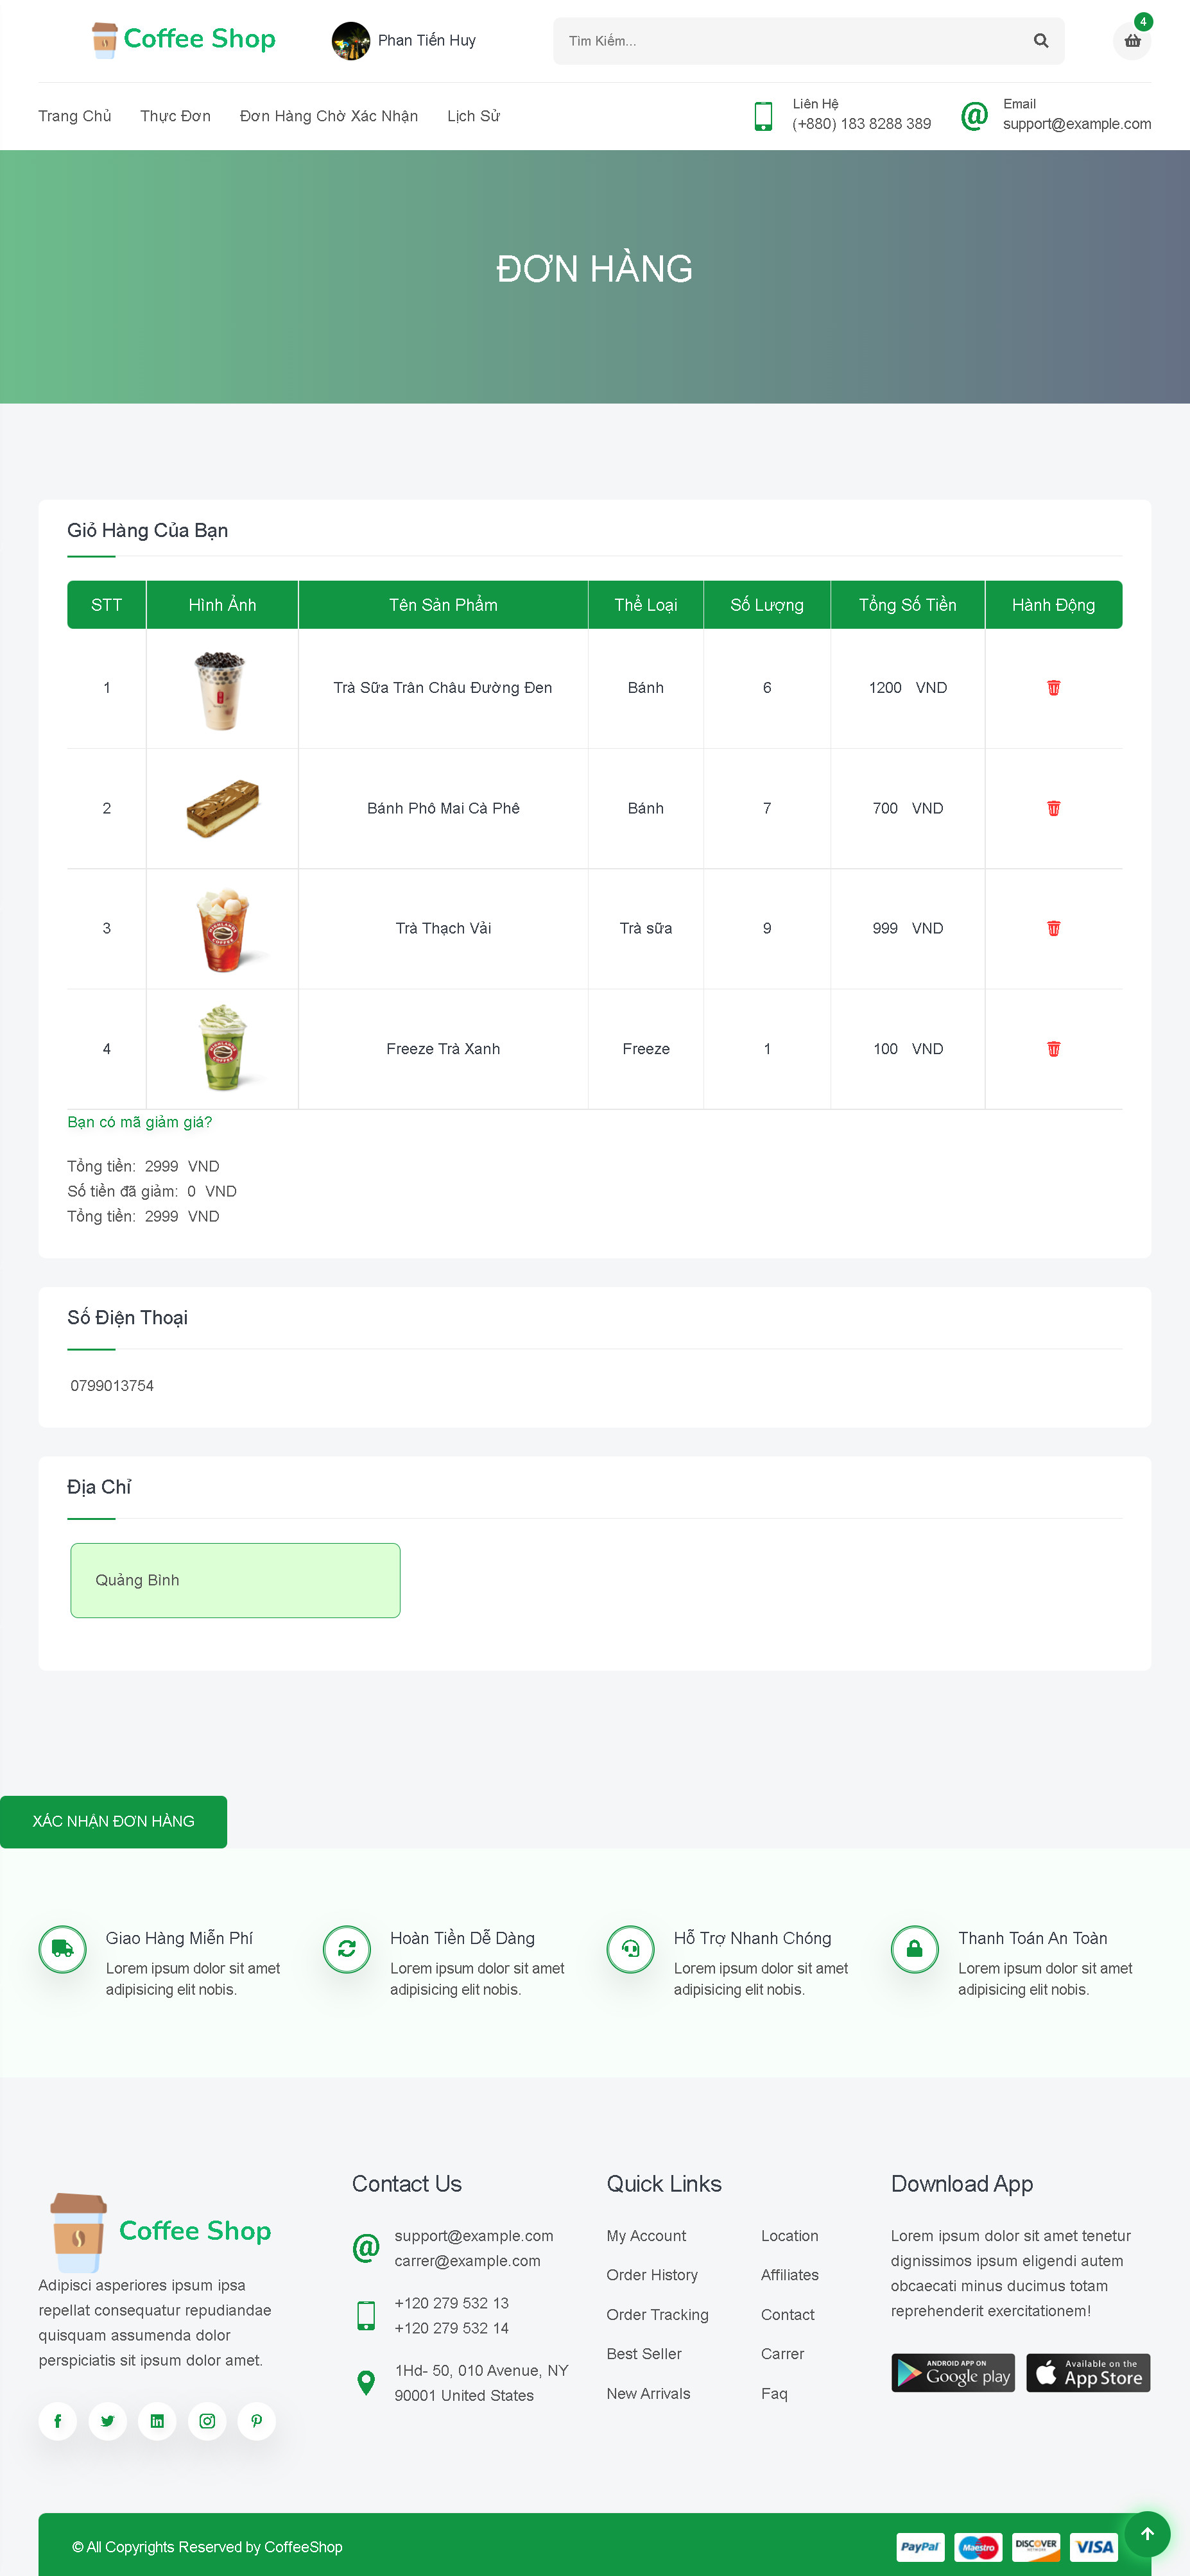 Coffee Shop
Phan Tiến Huy
Tìm Kiếm...
4
Trang Chủ
Thực Đơn
Đơn Hàng Chờ Xác Nhận
Lịch Sử
Liên Hệ
(+880) 183 8288 389
Email
support@example.com
ĐƠN HÀNG
Giỏ Hàng Của Bạn
STT Hình Ảnh Tên Sản Phẩm Thể Loại Số Lượng Tổng Số Tiền Hành Động
1 Trà Sữa Trân Châu Đường Đen Bánh 6 1200 VND
2 Bánh Phô Mai Cà Phê Bánh 7 700 VND
3 Trà Thạch Vải Trà sữa 9 999 VND
4 Freeze Trà Xanh Freeze 1 100 VND
Bạn có mã giảm giá?
Tổng tiền: 2999 VND
Số tiền đã giảm: 0 VND
Tổng tiền: 2999 VND
Số Điện Thoại
0799013754
Địa Chỉ
Quảng Bình
XÁC NHẬN ĐƠN HÀNG
Giao Hàng Miễn Phí
Lorem ipsum dolor sit amet
adipisicing elit nobis.
Hoàn Tiền Dễ Dàng
Lorem ipsum dolor sit amet
adipisicing elit nobis.
Hỗ Trợ Nhanh Chóng
Lorem ipsum dolor sit amet
adipisicing elit nobis.
Thanh Toán An Toàn
Lorem ipsum dolor sit amet
adipisicing elit nobis.
Coffee Shop
Adipisci asperiores ipsum ipsa
repellat consequatur repudiandae
quisquam assumenda dolor
perspiciatis sit ipsum dolor amet.
Contact Us
support@example.com
carrer@example.com
+120 279 532 13
+120 279 532 14
1Hd- 50, 010 Avenue, NY
90001 United States
Quick Links
My Account
Order History
Order Tracking
Best Seller
New Arrivals
Location
Affiliates
Contact
Carrer
Faq
Download App
Lorem ipsum dolor sit amet tenetur
dignissimos ipsum eligendi autem
obcaecati minus ducimus totam
reprehenderit exercitationem!
ANDROID APP ON
Google play
Available on the
App Store
© All Copyrights Reserved by CoffeeShop
PayPal
Maestro
DISCOVER
VISA